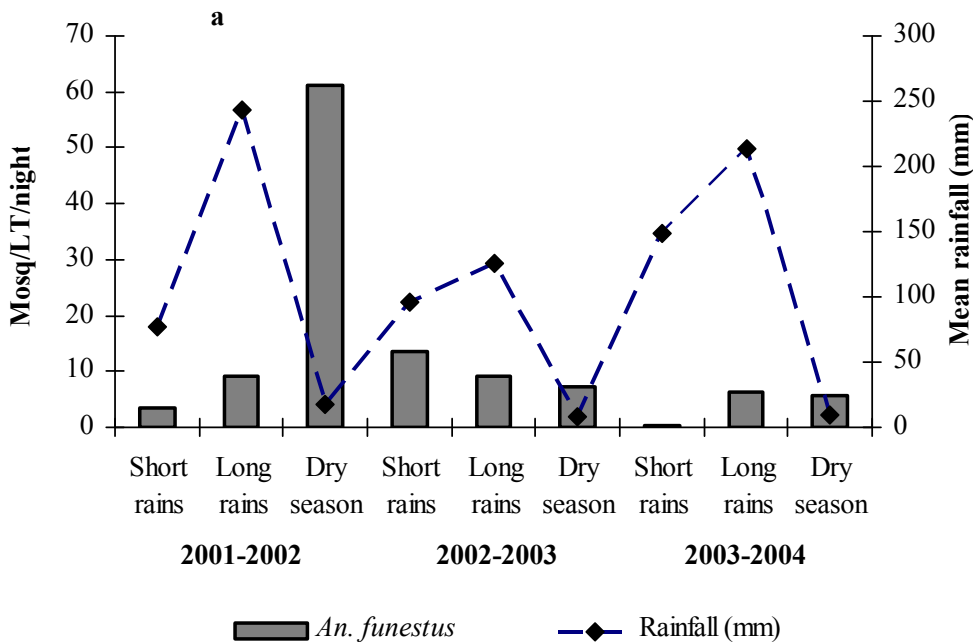 a
Mosq/LT/night
70
60
50
40
30
20
10
0
Mean rainfall (mm)
300
250
200
150
100
50
0
Short rains
Long rains
Dry season
Short rains
Long rains
Dry season
Short rains
Long rains
Dry season
2001-2002
2002-2003
2003-2004
An. funestus
Rainfall (mm)